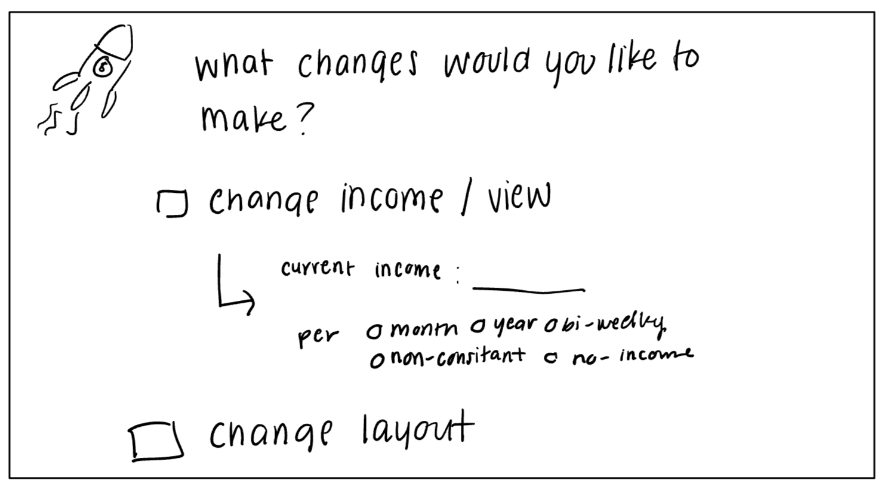 what changes would you like to
make?
change income / view
current income : ______
per o month o year o bi-weekly
o non-consitant o no-income
change layout